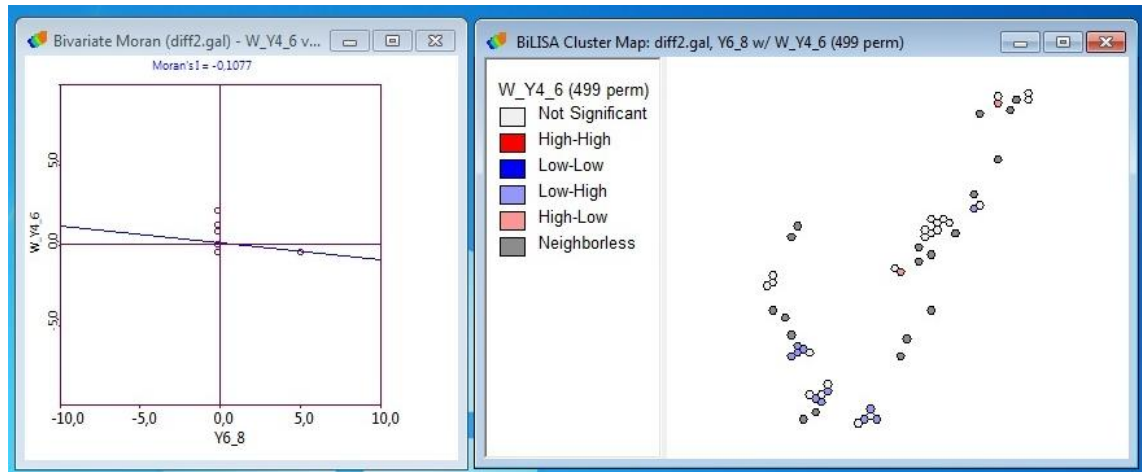 Bivariate Moran (diff2.gal) - W_Y4_6 v...
Moran's I = -0,1077
5,0
0,0
-5,0
W_Y4_6
-10,0 -5,0 0,0 5,0 10,0
Y6_8
BiLISA Cluster Map: diff2.gal, Y6_8 w/ W_Y4_6 (499 perm)
W_Y4_6 (499 perm)
Not Significant
High-High
Low-Low
Low-High
High-Low
Neighborless